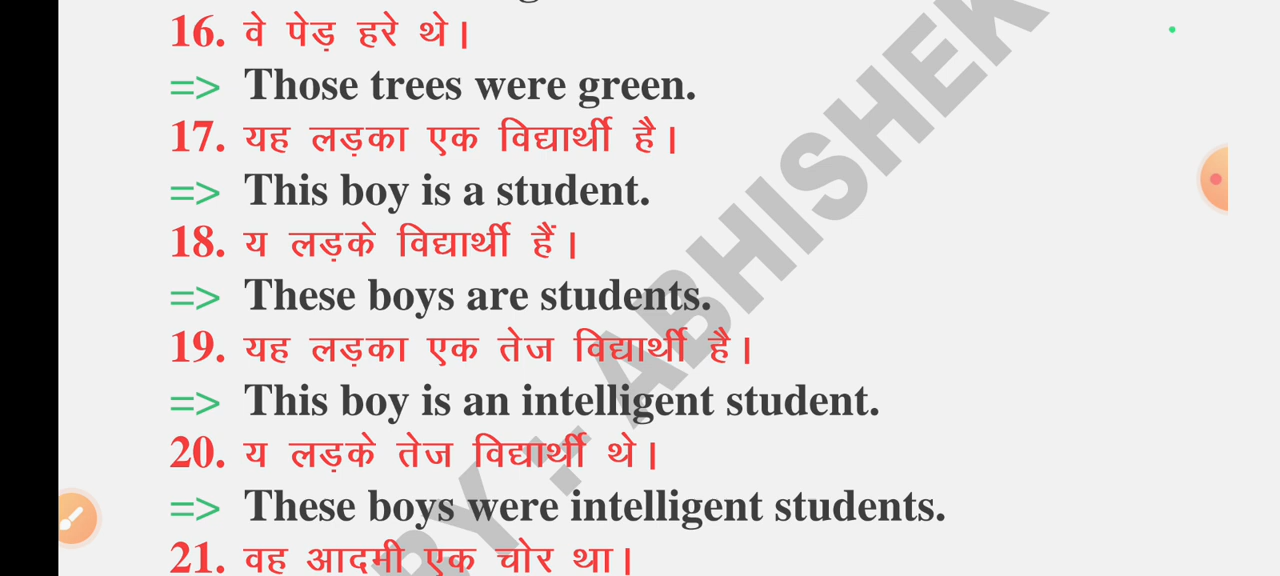 16. वे पेड़ हरे थे।
=> Those trees were green.
17. यह लड़का एक विद्यार्थी है।
=> This boy is a student.
18. य लड़के विद्यार्थी हैं।
=> These boys are students.
19. यह लड़का एक तेज विद्यार्थी है।
=> This boy is an intelligent student.
20. य लड़के तेज विद्यार्थी थे।
=> These boys were intelligent students.
21. वह आदमी एक चोर था।
BY :- ABHISHEK